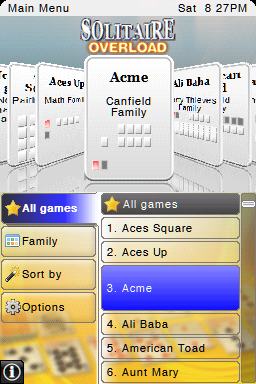 Main Menu
Sat 8 27PM
SOLITAIRE
OVERLOAD
Aces Up
Math Family
Acme
Canfield
Family
Ali Baba
Thieves
Family
All games
Family
Sort by
Options
All games
1. Aces Square
2. Aces Up
3. Acme
4. Ali Baba
5. American Toad
6. Aunt Mary